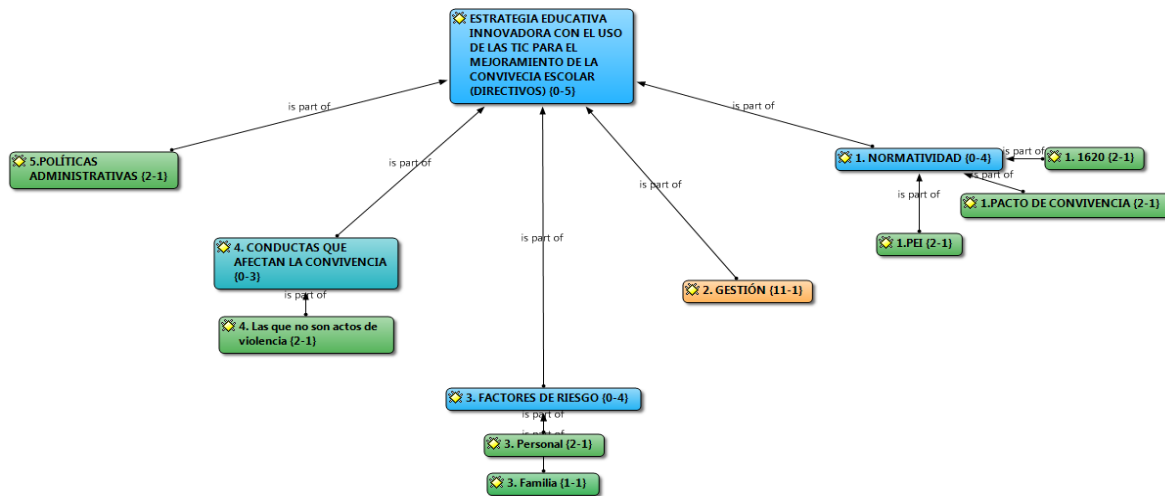 ESTRATEGIA EDUCATIVA
INNOVADORA CON EL USO
DE LAS TIC PARA EL
MEJORAMIENTO DE LA
CONVIVECIA ESCOLAR
(DIRECTIVOS) {0-5}
is part of
is part of
is part of
is part of
is part of
5.POLÍTICAS
ADMINISTRATIVAS {2-1}
1. NORMATIVIDAD {0-4}
is part of
1. 1620 {2-1}
is part of
1.PACTO DE CONVIVENCIA {2-1}
is part of
1.PEI {2-1}
4. CONDUCTAS QUE
AFECTAN LA CONVIVENCIA
{0-3}
is part of
4. Las que no son actos de
violencia {2-1}
2. GESTIÓN {11-1}
3. FACTORES DE RIESGO {0-4}
is part of
is part of
3. Personal {2-1}
3. Familia {1-1}